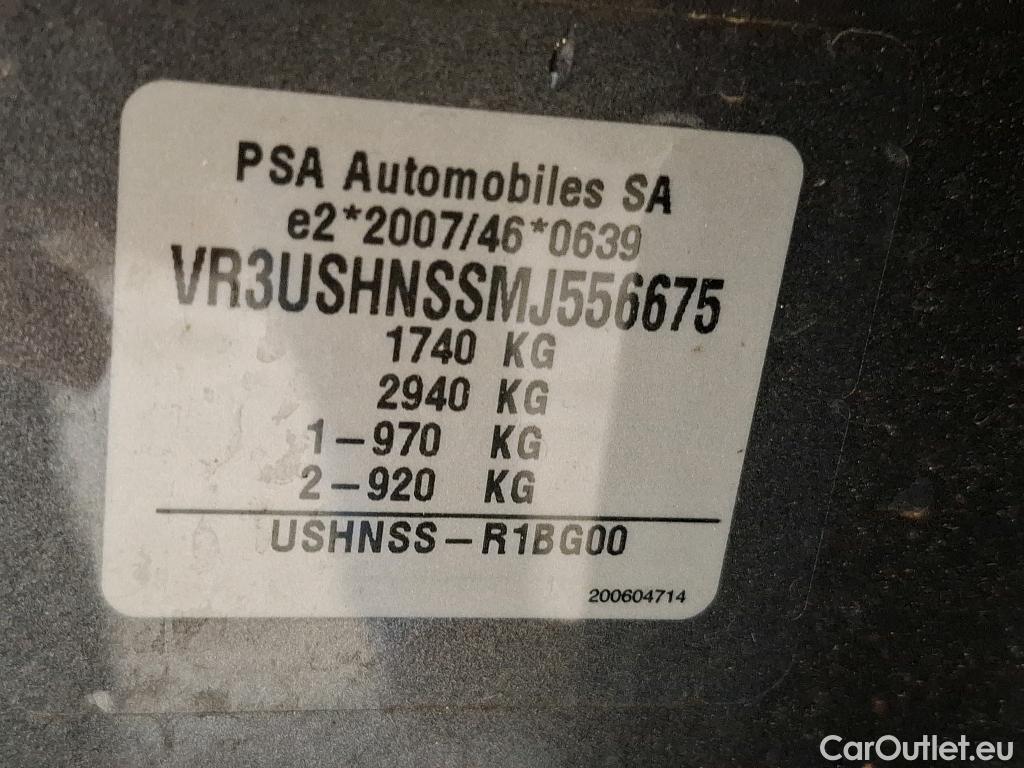 PSA Automobiles SA
e2*2007/46*0639
VR3USHNSSMJ556675
1740 KG
2940 KG
1-970 KG
2-920 KG
USHNSS-R1BG00
200604714
CarOutlet.eu